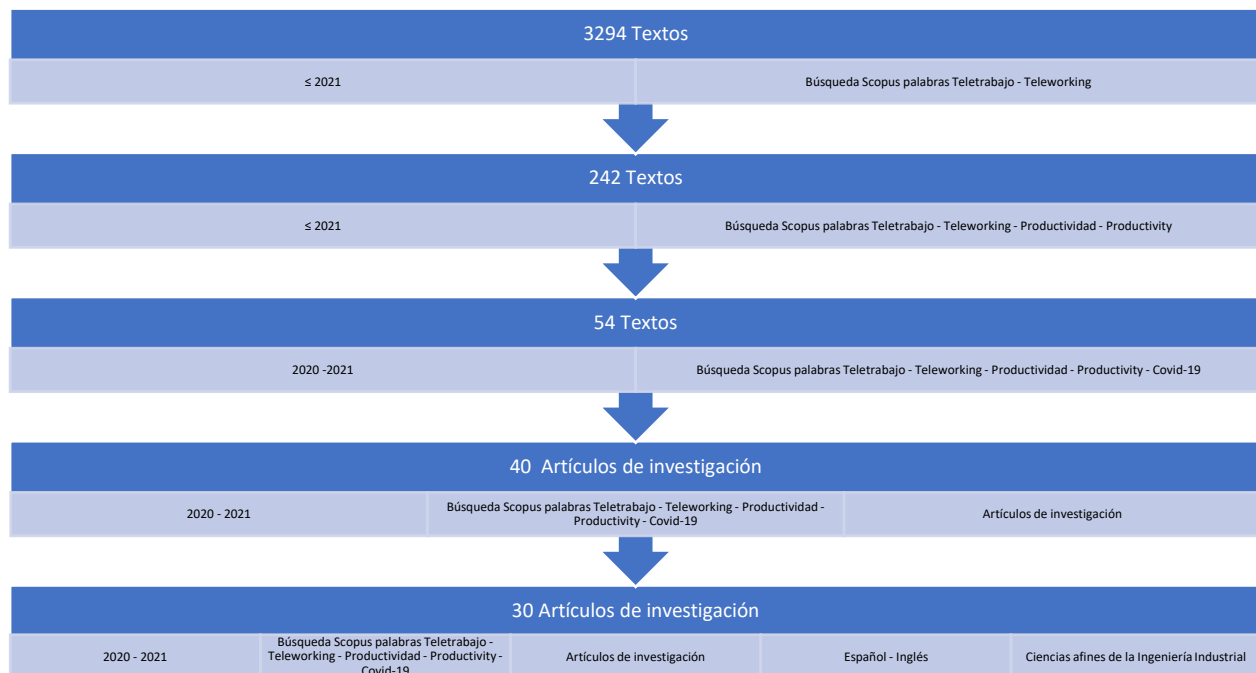 3294 Textos
≤ 2021
Búsqueda Scopus palabras Teletrabajo - Teleworking
242 Textos
≤ 2021
Búsqueda Scopus palabras Teletrabajo - Teleworking - Productividad - Productivity
54 Textos
2020 -2021
Búsqueda Scopus palabras Teletrabajo - Teleworking - Productividad - Productivity - Covid-19
40 Artículos de investigación
2020 - 2021
Búsqueda Scopus palabras Teletrabajo - Teleworking - Productividad -
Productivity - Covid-19
Artículos de investigación
30 Artículos de investigación
2020 - 2021
Búsqueda Scopus palabras Teletrabajo -
Teleworking - Productividad - Productivity -
Covid-19
Artículos de investigación
Español - Inglés
Ciencias afines de la Ingeniería Industrial